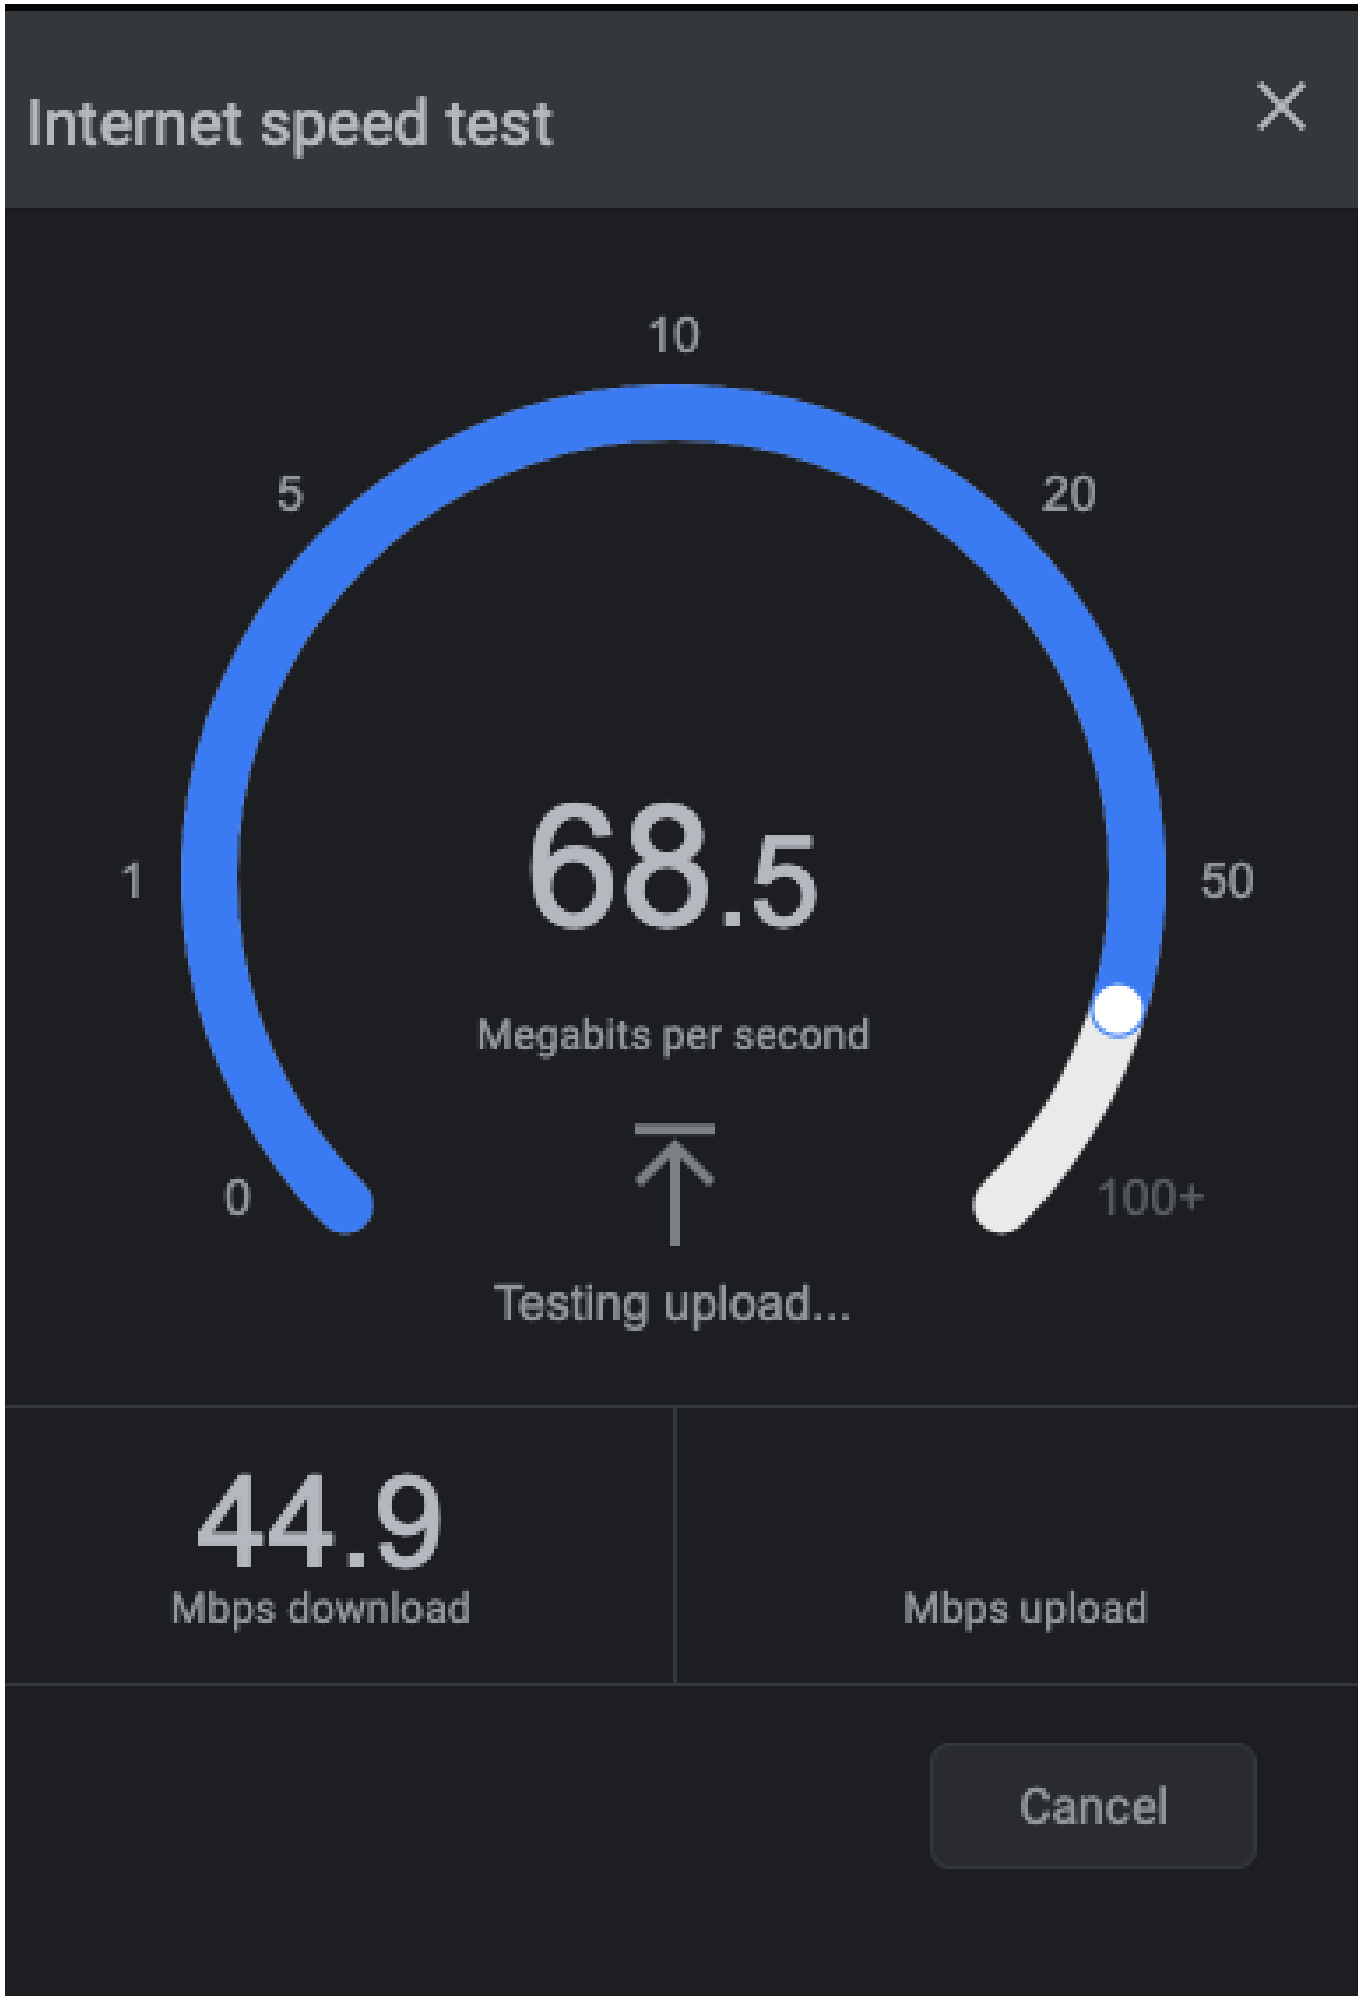 Internet speed test
10
5
20
1
68.5
50
Megabits per second
0
100+
Testing upload...
44.9
Mbps download
Mbps upload
Cancel